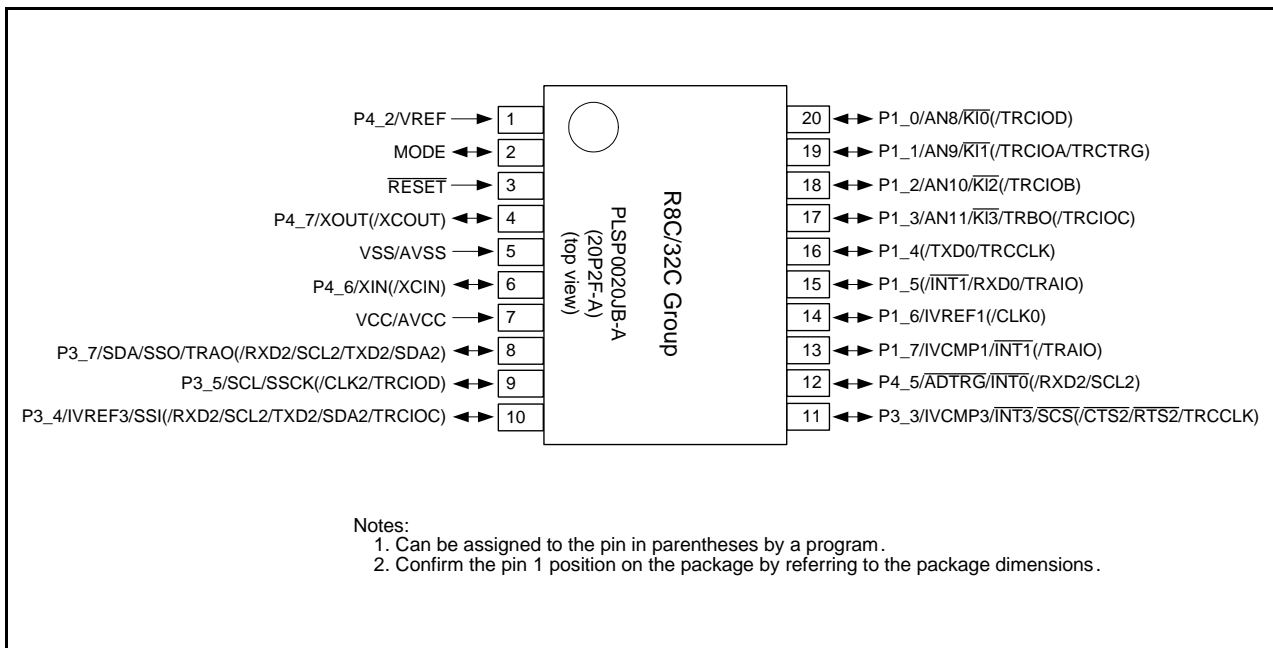 P4_2/VREF
1
MODE
2
RESET
3
P4_7/XOUT(/XCOUT)
4
VSS/AVSS
5
P4_6/XIN(/XCIN)
6
VCC/AVCC
7
P3_7/SDA/SSO/TRAO(/RXD2/SCL2/TXD2/SDA2)
8
P3_5/SCL/SSCK(/CLK2/TRCIOD)
9
P3_4/IVREF3/SSI(/RXD2/SCL2/TXD2/SDA2/TRCIOC)
10
R8C/32C Group
PLSP0020JB-A
(20P2F-A)
(top view)
20
P1_0/AN8/KI0(/TRCIOD)
19
P1_1/AN9/KI1(/TRCIOA/TRCTRG)
18
P1_2/AN10/KI2(/TRCIOB)
17
P1_3/AN11/KI3/TRBO(/TRCIOC)
16
P1_4(/TXD0/TRCCLK)
15
P1_5(/INT1/RXD0/TRAIO)
14
P1_6/IVREF1(/CLK0)
13
P1_7/IVCMP1/INT1(/TRAIO)
12
P4_5/ADTRG/INT0(/RXD2/SCL2)
11
P3_3/IVCMP3/INT3/SCS(/CTS2/RTS2/TRCCLK)
Notes:
1. Can be assigned to the pin in parentheses by a program.
2. Confirm the pin 1 position on the package by referring to the package dimensions.